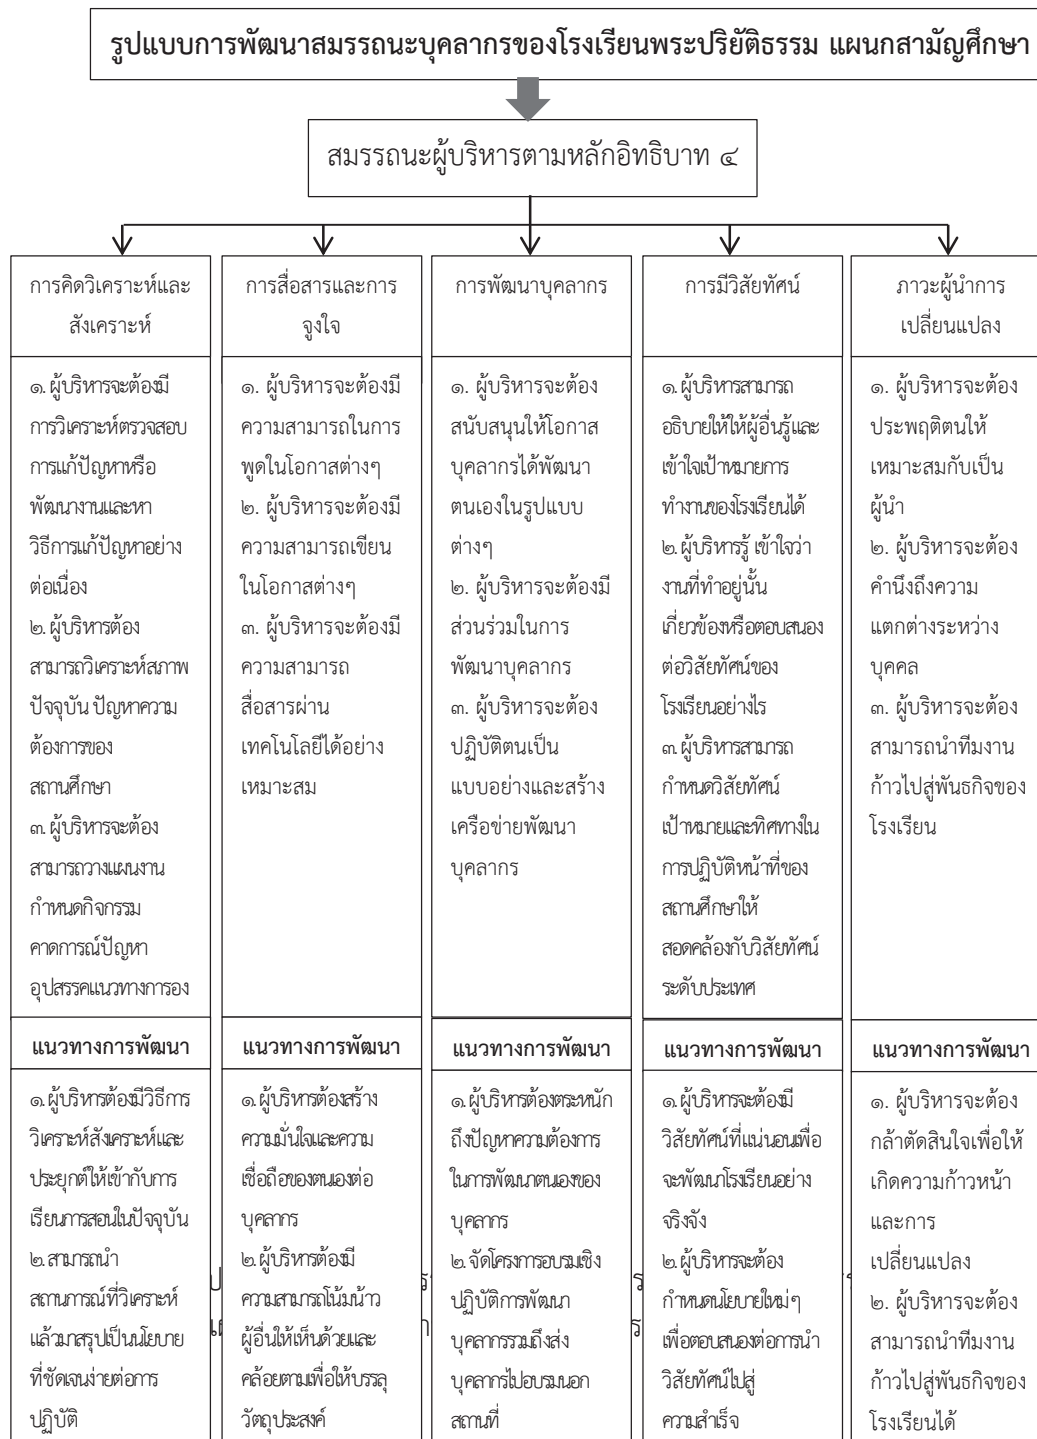 รูปแบบการพัฒนาสมรรถนะบุคลากรของโรงเรียนพระปริยัติธรรม แผนกสามัญศึกษา
สมรรถนะผู้บริหารตามหลักอิทธิบาท ๔
การคิดวิเคราะห์และ
สังเคราะห์
๑. ผู้บริหารจะต้องมี
การวิเคราะห์ตรวจสอบ
การแก้ปัญหาหรือ
พัฒนางานและหา
วิธีการแก้ปัญหาอย่าง
ต่อเนื่อง
๒. ผู้บริหารต้อง
สามารถวิเคราะห์สภาพ
ปัจจุบัน ปัญหาความ
ต้องการของ
สถานศึกษา
๓. ผู้บริหารจะต้อง
สามารถวางแผนงาน
กำหนดกิจกรรม
คาดการณ์ปัญหา
อุปสรรคแนวทางการอง
แนวทางการพัฒนา
๑. ผู้บริหารต้องมีวิธีการ
วิเคราะห์สังเคราะห์และ
ประยุกต์ให้เข้ากับการ
เรียนการสอนในปัจจุบัน
๒. สามารถนำ
สถานการณ์ที่วิเคราะห์
แล้วมาสรุปเป็นนโยบาย
ที่ชัดเจนง่ายต่อการ
ปฏิบัติ
การสื่อสารและการ
จูงใจ
๑. ผู้บริหารจะต้องมี
ความสามารถในการ
พูดในโอกาสต่างๆ
๒. ผู้บริหารจะต้องมี
ความสามารถเขียน
ในโอกาสต่างๆ
๓. ผู้บริหารจะต้องมี
ความสามารถ
สื่อสารผ่าน
เทคโนโลยีได้อย่าง
เหมาะสม
แนวทางการพัฒนา
๑. ผู้บริหารต้องสร้าง
ความมั่นใจและความ
เชื่อถือของตนเองต่อ
บุคลากร
๒. ผู้บริหารต้องมี
ความสามารถโน้มน้าว
ผู้อื่นให้เห็นด้วยและ
คล้อยตามเพื่อให้บรรลุ
วัตถุประสงค์
การพัฒนาบุคลากร
๑. ผู้บริหารจะต้อง
สนับสนุนให้โอกาส
บุคลากรได้พัฒนา
ตนเองในรูปแบบ
ต่างๆ
๒. ผู้บริหารจะต้องมี
ส่วนร่วมในการ
พัฒนาบุคลากร
๓. ผู้บริหารจะต้อง
ปฏิบัติตนเป็น
แบบอย่างและสร้าง
เครือข่ายพัฒนา
บุคลากร
แนวทางการพัฒนา
๑. ผู้บริหารต้องตระหนัก
ถึงปัญหาความต้องการ
ในการพัฒนาตนเองของ
บุคลากร
๒. จัดโครงการอบรมเชิง
ปฏิบัติการพัฒนา
บุคลากรรวมถึงส่ง
บุคลากรไปอบรมนอก
สถานที่
การมีวิสัยทัศน์
๑. ผู้บริหารสามารถ
อธิบายให้ให้ผู้อื่นรู้และ
เข้าใจเป้าหมายการ
ทำงานของโรงเรียนได้
๒. ผู้บริหารรู้ เข้าใจว่า
งานที่ทำอยู่นั้น
เกี่ยวข้องหรือตอบสนอง
ต่อวิสัยทัศน์ของ
โรงเรียนอย่างไร
๓. ผู้บริหารสามารถ
กำหนดวิสัยทัศน์
เป้าหมายและทิศทางใน
การปฏิบัติหน้าที่ของ
สถานศึกษาให้
สอดคล้องกับวิสัยทัศน์
ระดับประเทศ
แนวทางการพัฒนา
๑. ผู้บริหารจะต้องมี
วิสัยทัศน์ที่แน่นอนเพื่อ
จะพัฒนาโรงเรียนอย่าง
จริงจัง
๒. ผู้บริหารจะต้อง
กำหนดนโยบายใหม่ๆ
เพื่อตอบสนองต่อการนำ
วิสัยทัศน์ไปสู่
ความสำเร็จ
ภาวะผู้นำการ
เปลี่ยนแปลง
๑. ผู้บริหารจะต้อง
ประพฤติตนให้
เหมาะสมกับเป็น
ผู้นำ
๒. ผู้บริหารจะต้อง
คำนึงถึงความ
แตกต่างระหว่าง
บุคคล
๓. ผู้บริหารจะต้อง
สามารถนำทีมงาน
ก้าวไปสู่พันธกิจของ
โรงเรียน
แนวทางการพัฒนา
๑. ผู้บริหารจะต้อง
กล้าตัดสินใจเพื่อให้
เกิดความก้าวหน้า
และการ
เปลี่ยนแปลง
๒. ผู้บริหารจะต้อง
สามารถนำทีมงาน
ก้าวไปสู่พันธกิจของ
โรงเรียนได้